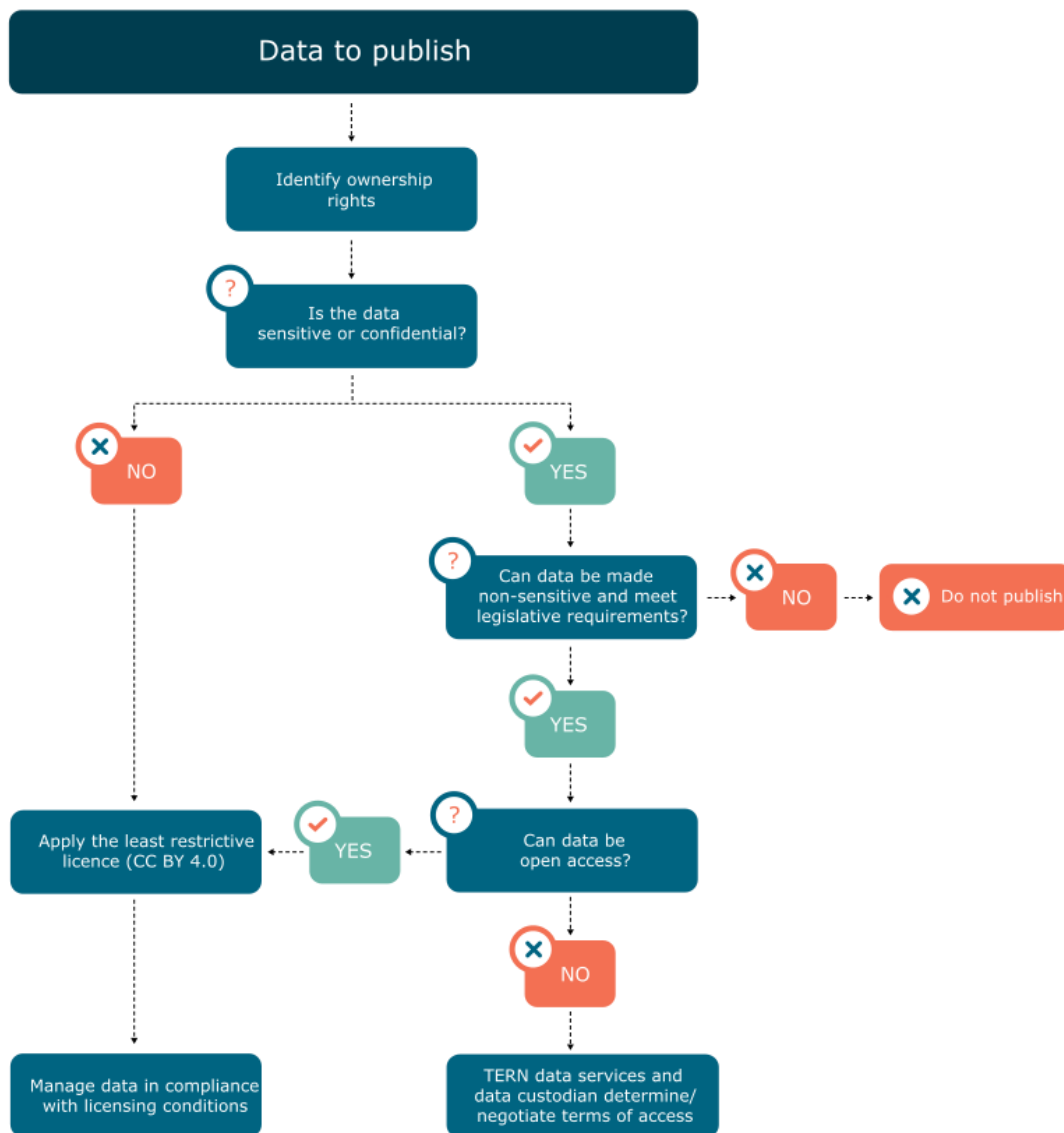 Data to publish
Identify ownership
rights
?
Is the data
sensitive or confidential?
NO
YES
?
Can data be made
non-sensitive and meet
legislative requirements?
NO
Do not publish
YES
Apply the least restrictive
licence (CC BY 4.0)
YES
?
Can data be
open access?
NO
Manage data in compliance
with licensing conditions
TERN data services and
data custodian determine/
negotiate terms of access